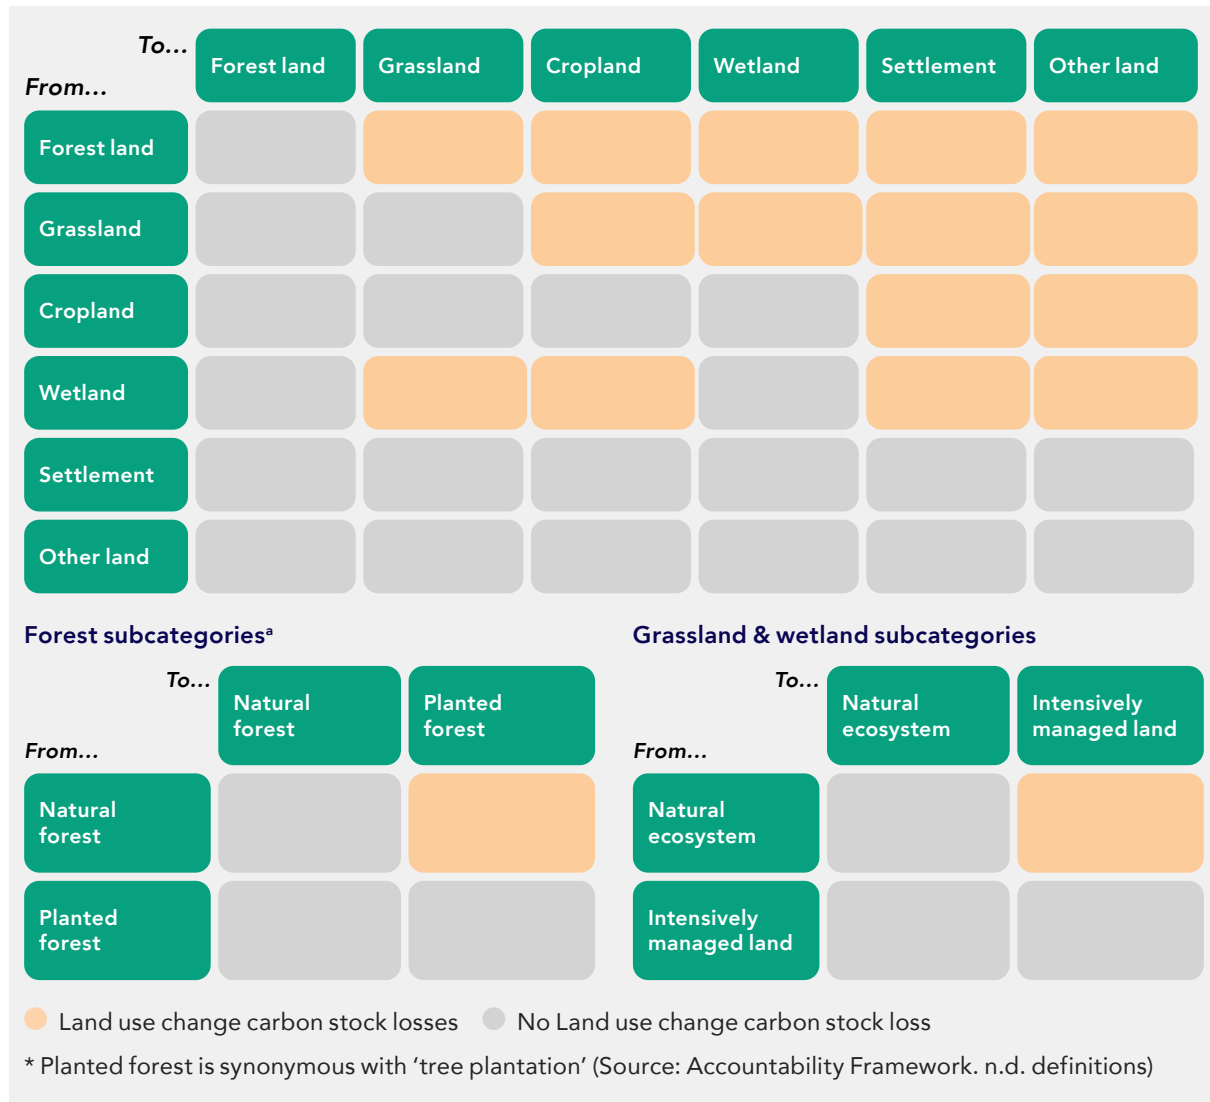 To...
From...
Forest land
Grassland
Cropland
Wetland
Settlement
Other land
Forest land
Grassland
Cropland
Wetland
Settlement
Other land
Forest subcategoriesᵃ
To...
From...
Natural
forest
Planted
forest
Natural
forest
Planted
forest
Grassland & wetland subcategories
To...
From...
Natural
ecosystem
Intensively
managed land
Natural
ecosystem
Intensively
managed land
Land use change carbon stock losses
No Land use change carbon stock loss
* Planted forest is synonymous with ‘tree plantation’ (Source: Accountability Framework. n.d. definitions)